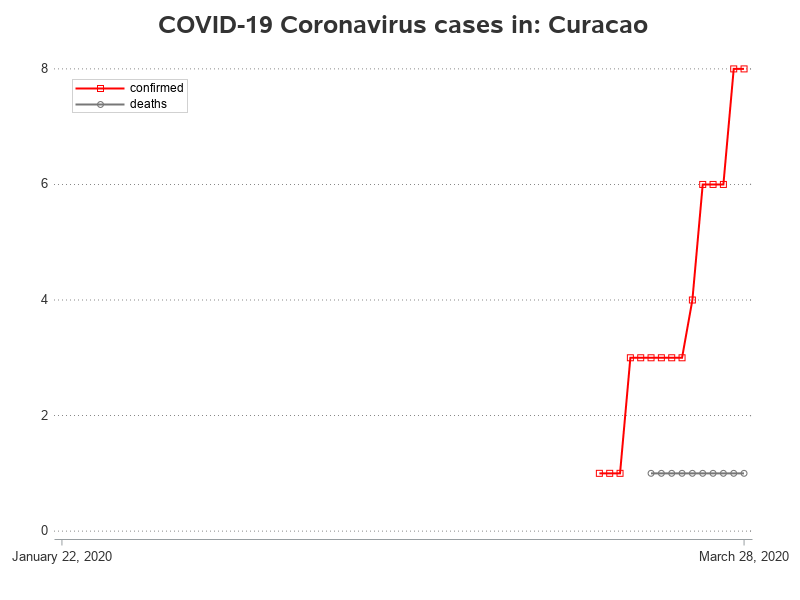 COVID-19 Coronavirus cases in: Curacao
8
confirmed
deaths
6
4
2
0
January 22, 2020
March 28, 2020